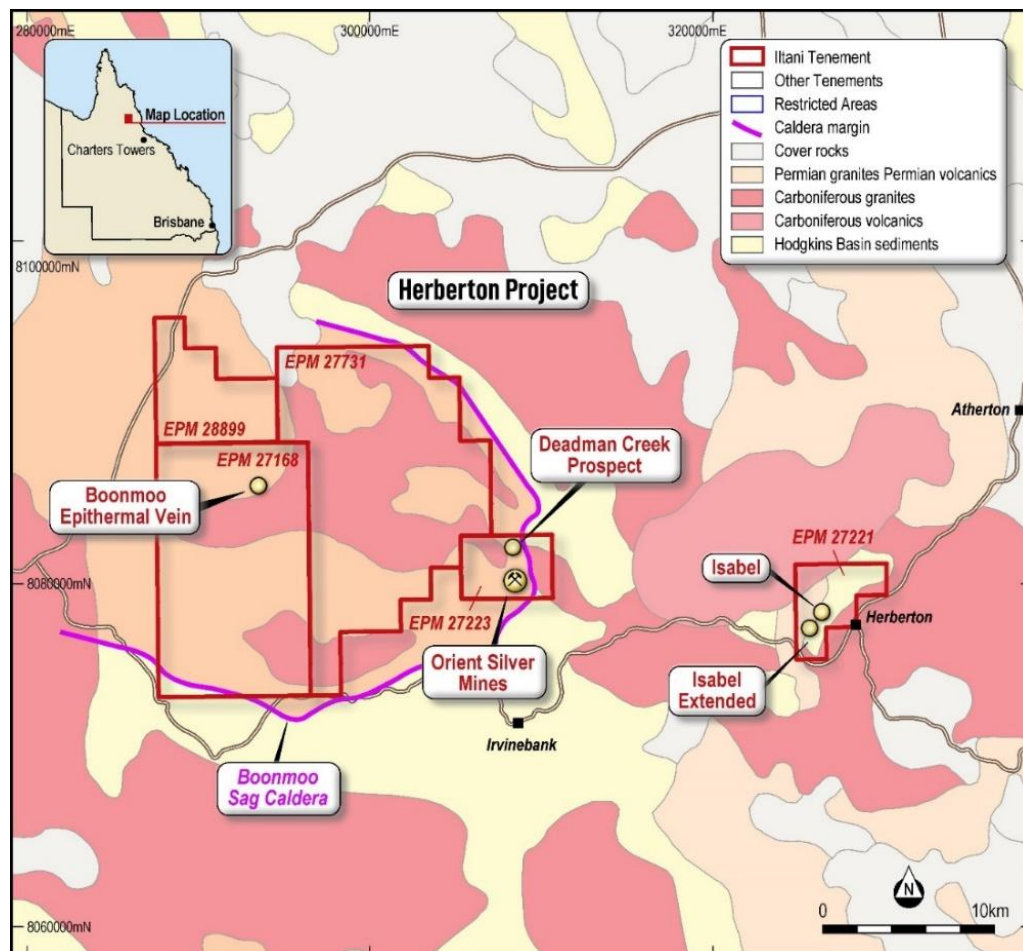 280000mE
300000mE
320000mE
Map Location
Charters Towers
Brisbane
Iltani Tenement
Other Tenements
Restricted Areas
Caldera margin
Cover rocks
Permian granites Permian volcanics
Carboniferous granites
Carboniferous volcanics
Hodgkins Basin sediments
8100000mN
Herberton Project
EPM 27731
Atherton
EPM 28899
EPM 27168
Deadman Creek
Prospect
Boonmoo
Epithermal Vein
EPM 27221
Isabel
8080000mN
EPM 27223
Herberton
Orient Silver
Mines
Isabel
Extended
Irvinebank
Boonmoo
Sag Caldera
N
0
10km
8060000mN